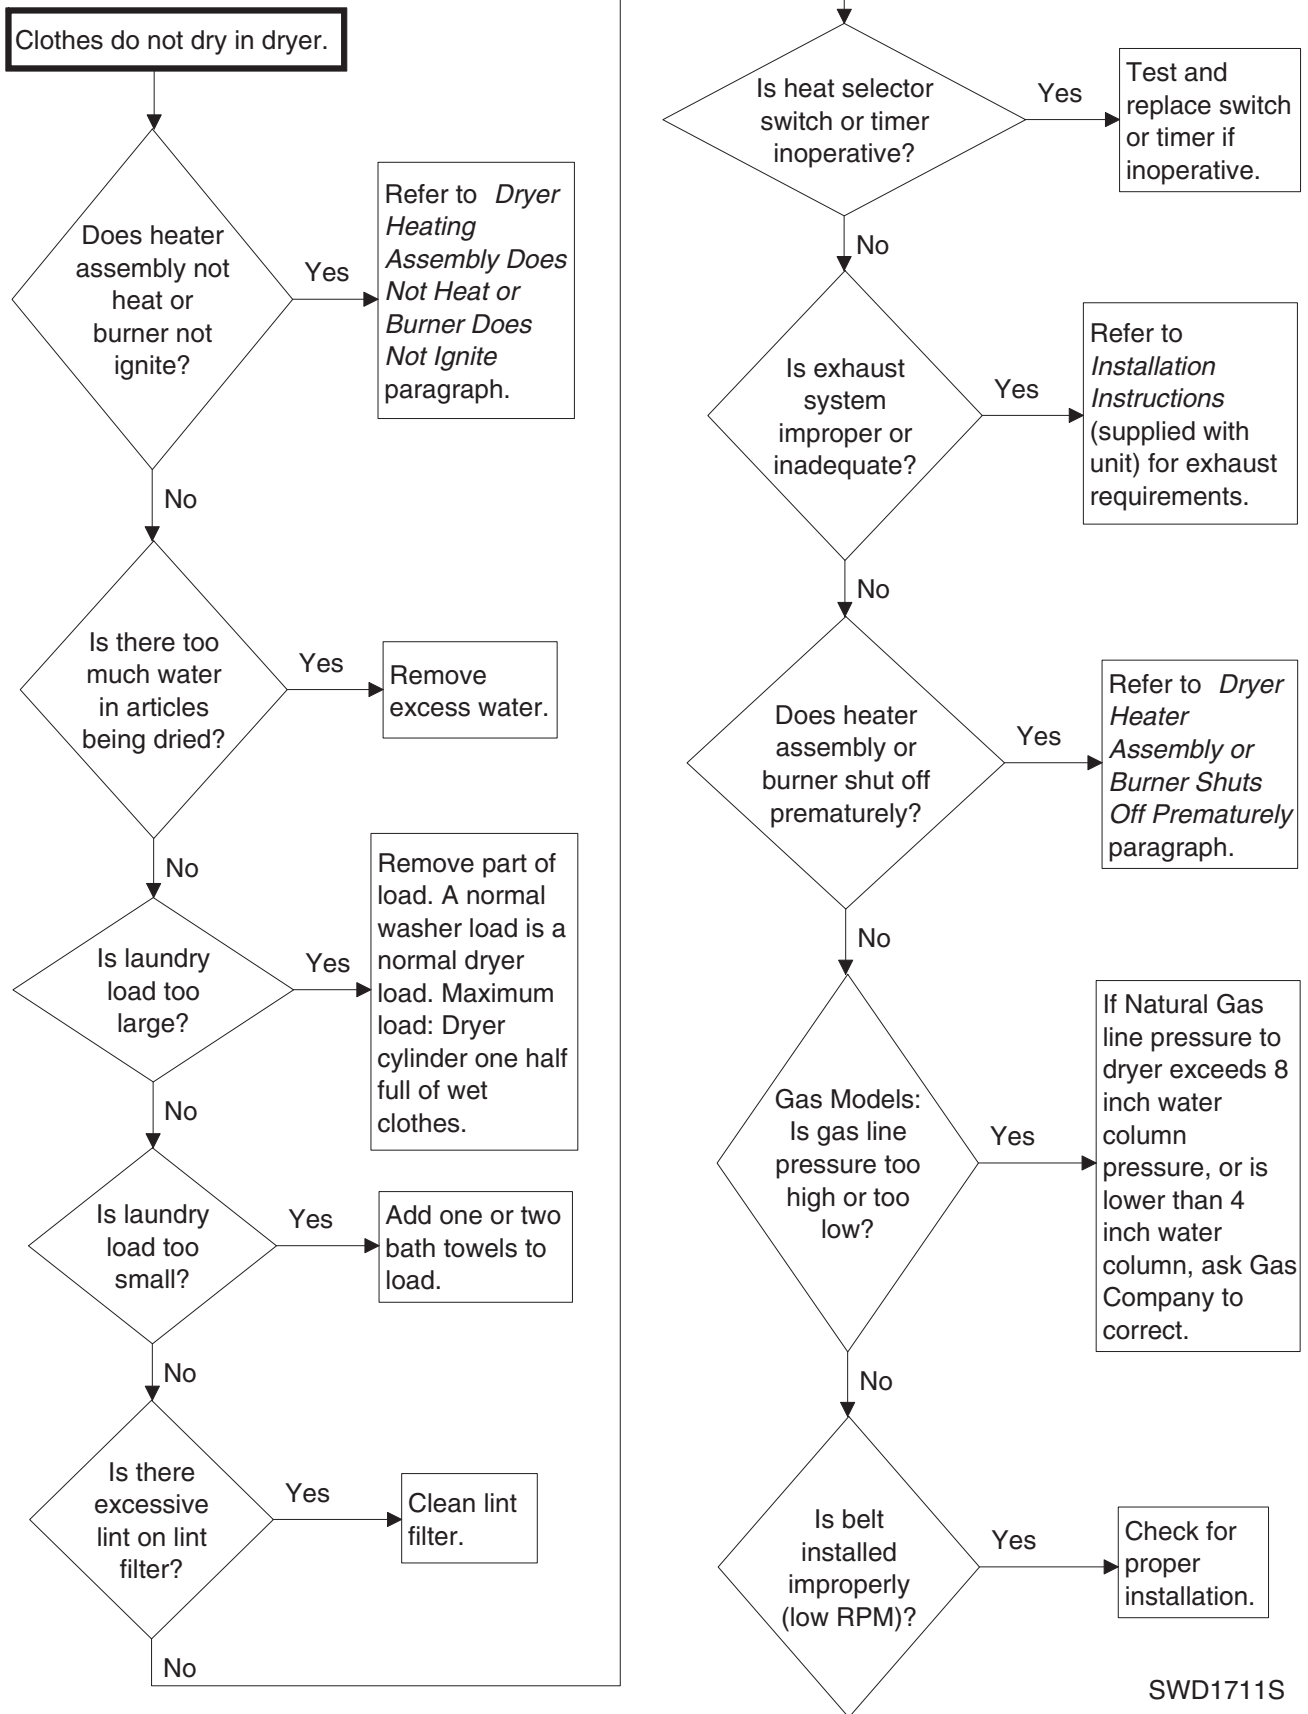 Clothes do not dry in dryer.
Does heater
assembly not
heat or
burner not
ignite?
Yes
Refer to Dryer
Heating
Assembly Does
Not Heat or
Burner Does
Not Ignite
paragraph.
No
Is there too
much water
in articles
being dried?
Yes
Remove
excess water.
No
Is laundry
load too
large?
Yes
Remove part of
load. A normal
washer load is a
normal dryer
load. Maximum
load: Dryer
cylinder one half
full of wet
clothes.
No
Is laundry
load too
small?
Yes
Add one or two
bath towels to
load.
No
Is there
excessive
lint on lint
filter?
Yes
Clean lint
filter.
No
Is heat selector
switch or timer
inoperative?
Yes
Test and
replace switch
or timer if
inoperative.
No
Is exhaust
system
improper or
inadequate?
Yes
Refer to
Installation
Instructions
(supplied with
unit) for exhaust
requirements.
No
Does heater
assembly or
burner shut off
prematurely?
Yes
Refer to Dryer
Heater
Assembly or
Burner Shuts
Off Prematurely
paragraph.
No
Gas Models:
Is gas line
pressure too
high or too
low?
Yes
If Natural Gas
line pressure to
dryer exceeds 8
inch water
column
pressure, or is
lower than 4
inch water
column, ask Gas
Company to
correct.
No
Is belt
installed
improperly
(low RPM)?
Yes
Check for
proper
installation.
SWD1711S